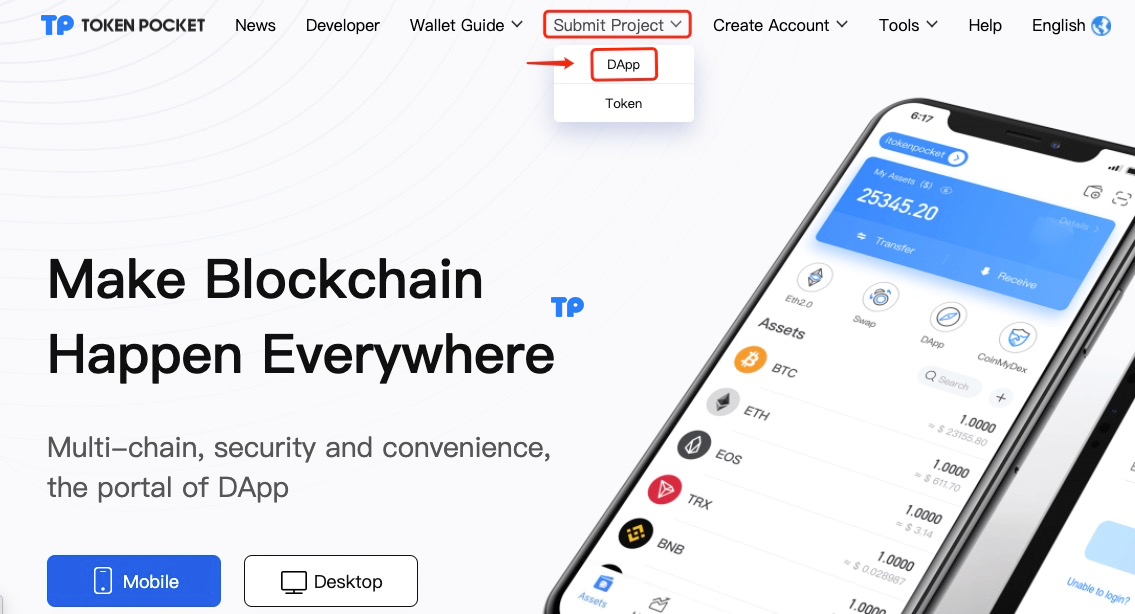 TP TOKEN POCKET
News
Developer
Wallet Guide
Submit Project
Create Account
Tools
Help
English
DApp
Token
Make Blockchain
Happen Everywhere
TP
Multi-chain, security and convenience,
the portal of DApp
Mobile
Desktop
6:17
itokenpocket
My Assets ($)
25345.20
Details
Transfer
Receive
Eth2.0
Swap
DApp
CoinMyDex
Assets
Search
BTC
1.0000
≈ $ 23155.80
ETH
1.0000
≈ $ 611.70
EOS
1.0000
≈ $ 3.14
TRX
1.0000
≈ $ 0.028987
BNB
1.0000
Assets
Unable to login?